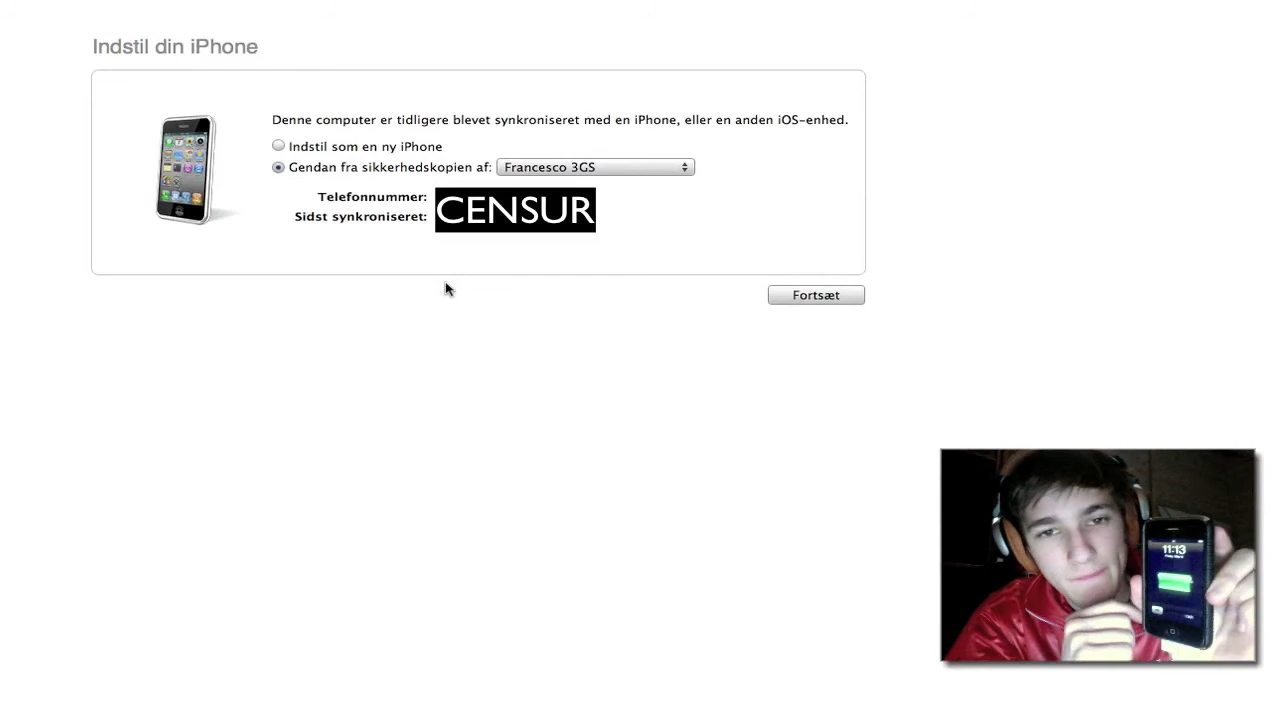 Indstil din iPhone
Denne computer er tidligere blevet synkroniseret med en iPhone, eller en anden iOS-enhed.
Indstil som en ny iPhone
Gendan fra sikkerhedskopien af: Francesco 3GS
Telefonnummer:
Sidst synkroniseret:
CENSUR
Fortsæt
11:13